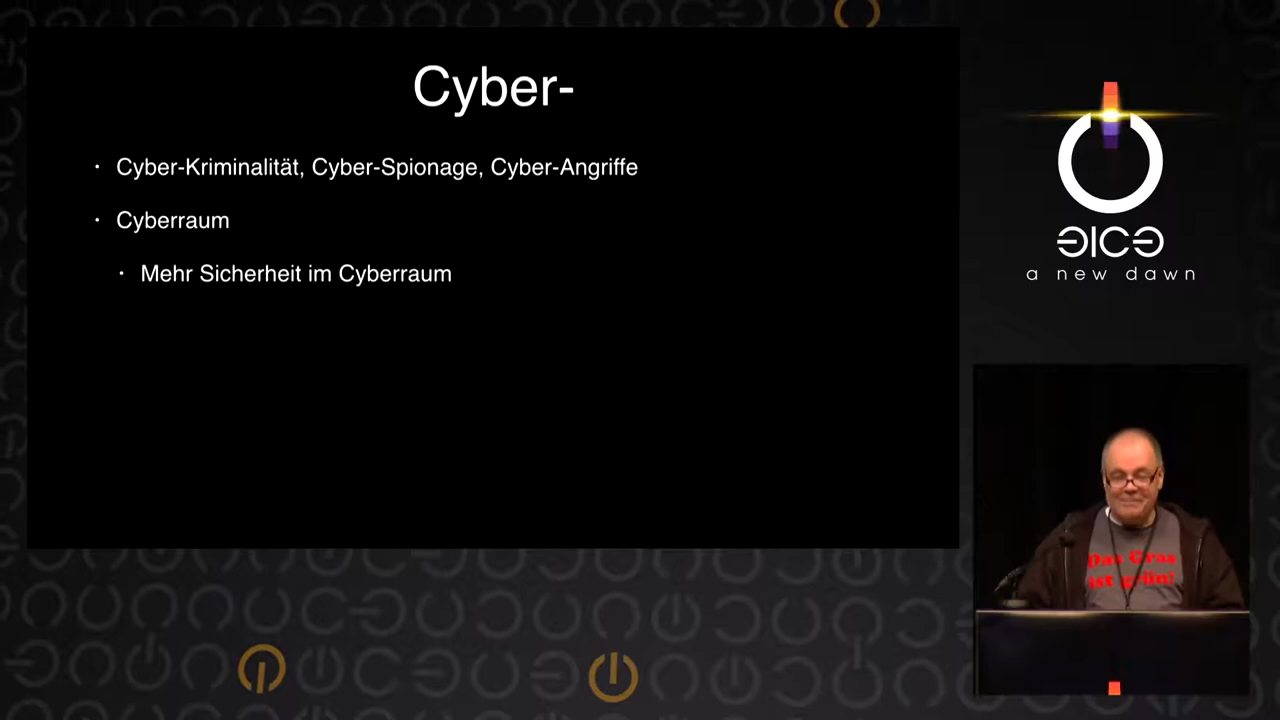 Cyber-
Cyber-Kriminalität, Cyber-Spionage, Cyber-Angriffe
Cyberraum
Mehr Sicherheit im Cyberraum
a new dawn
Das Gras
ist grün!